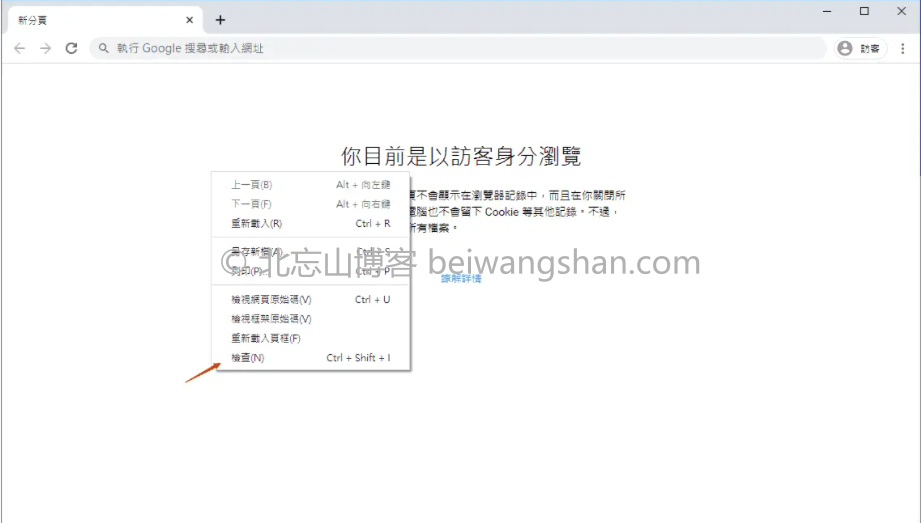 新分頁
執行 Google 搜尋或輸入網址
訪客
你目前是以訪客身分瀏覽
不會顯示在瀏覽器記錄中,而且在你關閉所
電腦也不會留下 Cookie 等其他記錄。不過,
所有檔案。
瞭解詳情
上一頁(B) Alt + 向左鍵
下一頁(F) Alt + 向右鍵
重新載入(R) Ctrl + R
另存新檔(A) Ctrl + S
列印(P) Ctrl + P
檢視網頁原始碼(V) Ctrl + U
檢視框架原始碼(V)
重新載入頁框(F)
檢查(N) Ctrl + Shift + I
© 北忘山博客 beiwangshan.com